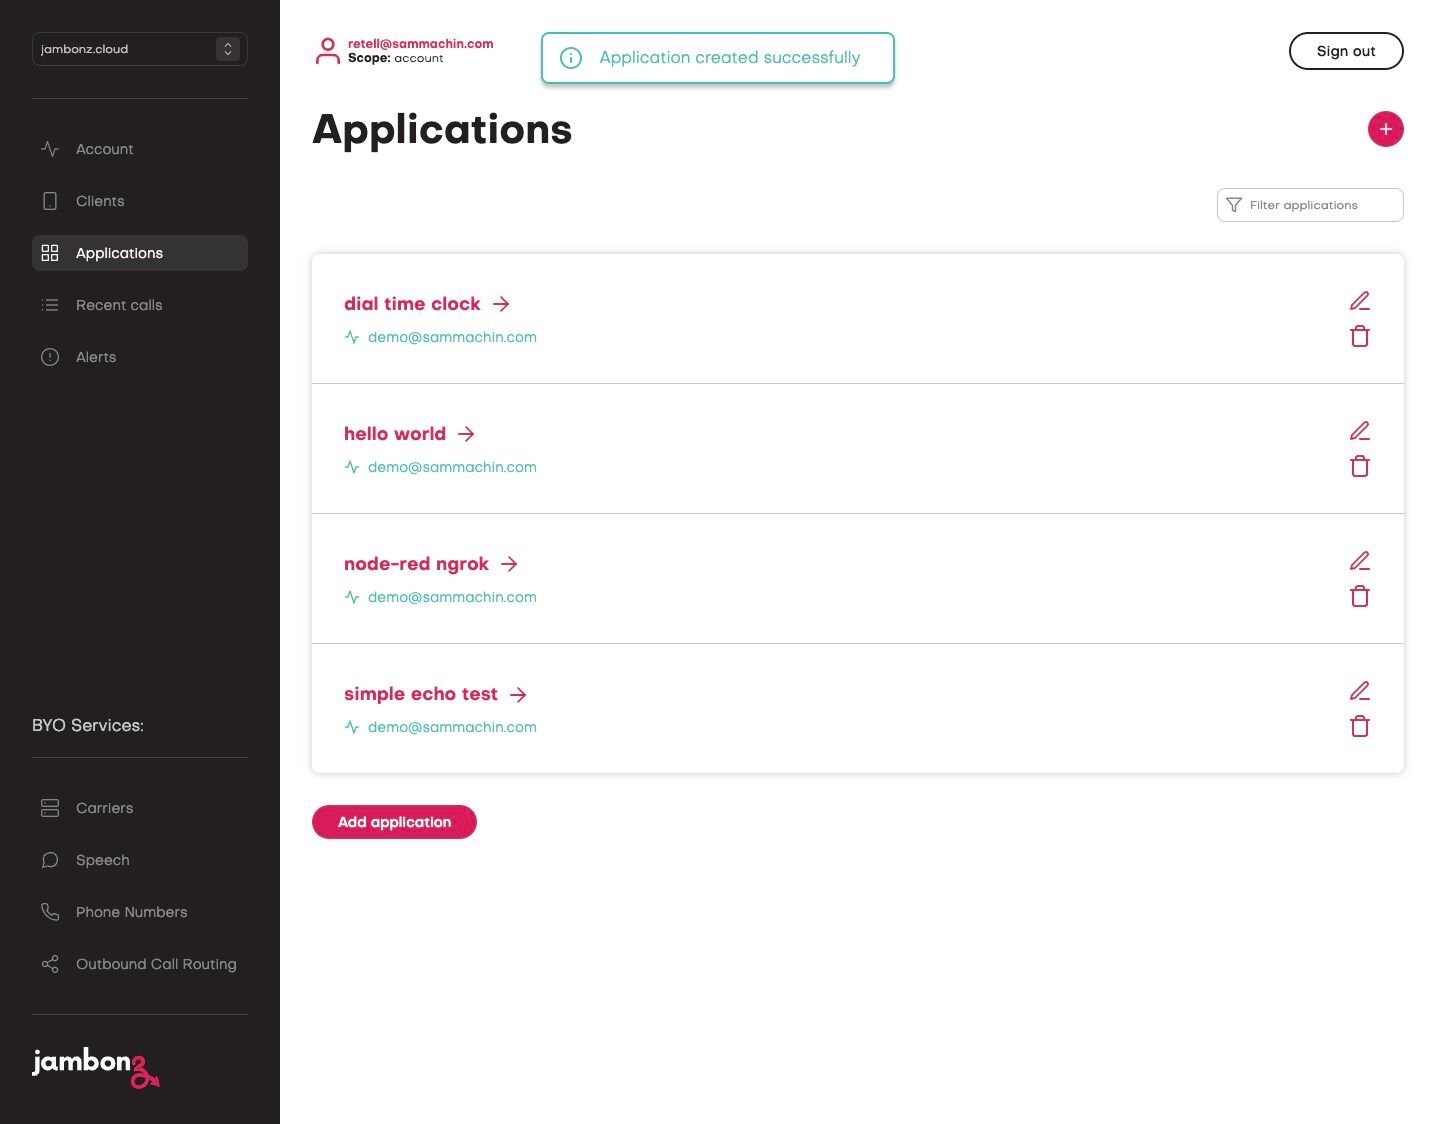 jambonz.cloud
Account
Clients
Applications
Recent calls
Alerts
BYO Services:
Carriers
Speech
Phone Numbers
Outbound Call Routing
jambonz
retell@sammachin.com
Scope: account
Application created successfully
Sign out
Applications
Filter applications
dial time clock
demo@sammachin.com
hello world
demo@sammachin.com
node-red ngrok
demo@sammachin.com
simple echo test
demo@sammachin.com
Add application